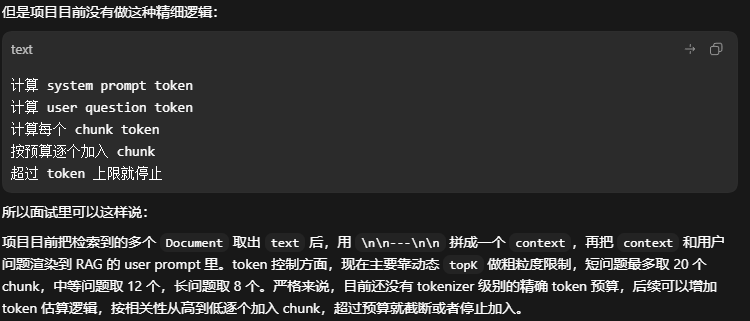 但是项目目前没有做这种精细逻辑：
text
计算 system prompt token
计算 user question token
计算每个 chunk token
按预算逐个加入 chunk
超过 token 上限就停止
所以面试里可以这样说：
项目目前把检索到的多个 Document 取出 text 后，用 \n\n---\n\n 拼成一个 context，再把 context 和用户
问题渲染到 RAG 的 user prompt 里。token 控制方面，现在主要靠动态 topK 做粗粒度限制，短问题最多取 20 个
chunk，中等问题取 12 个，长问题取 8 个。严格来说，目前还没有 tokenizer 级别的精确 token 预算，后续可以增加
token 估算逻辑，按相关性从高到低逐个加入 chunk，超过预算就截断或者停止加入。